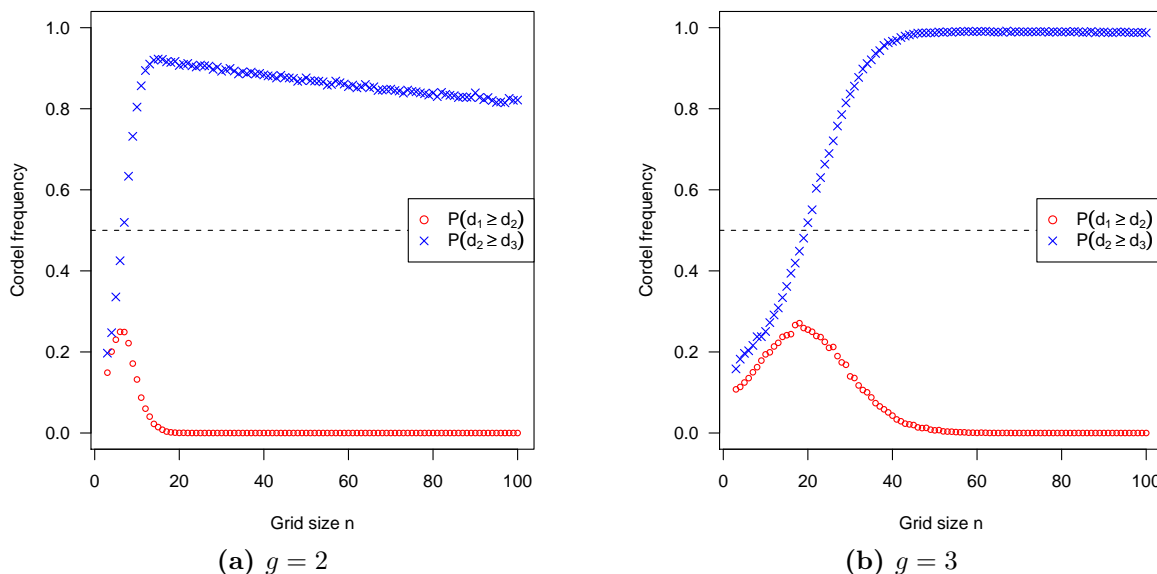 1.0
0.8
0.6
0.4
0.2
0.0
Cordel frequency
0 20 40 60 80 100
Grid size n
P(d₁ ≥ d₂)
P(d₂ ≥ d₃)
(a) g = 2
1.0
0.8
0.6
0.4
0.2
0.0
Cordel frequency
0 20 40 60 80 100
Grid size n
P(d₁ ≥ d₂)
P(d₂ ≥ d₃)
(b) g = 3